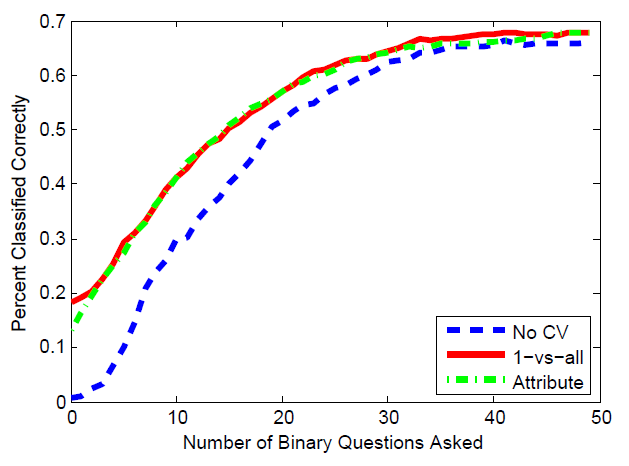 0.7
0.6
0.5
0.4
0.3
0.2
0.1
0
Percent Classified Correctly
No CV
1-vs-all
Attribute
0 10 20 30 40 50
Number of Binary Questions Asked